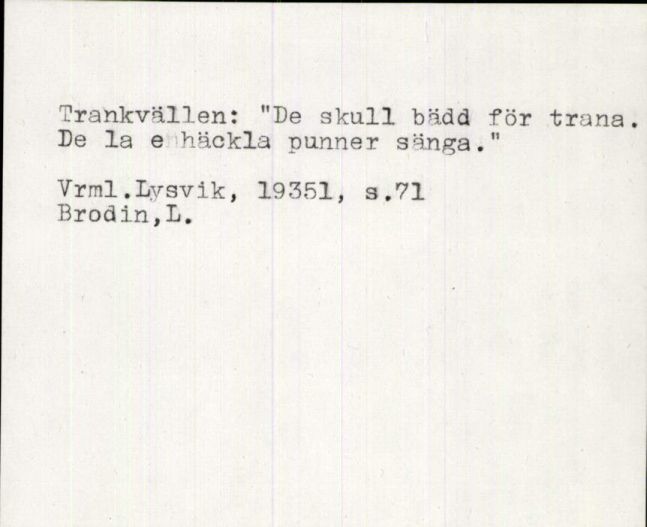 Trankvällen: "De skull bädd för trana.
De la e häckla punner sänga."

Vrml.Lysvik, 19351, s.71
Brodin,L.